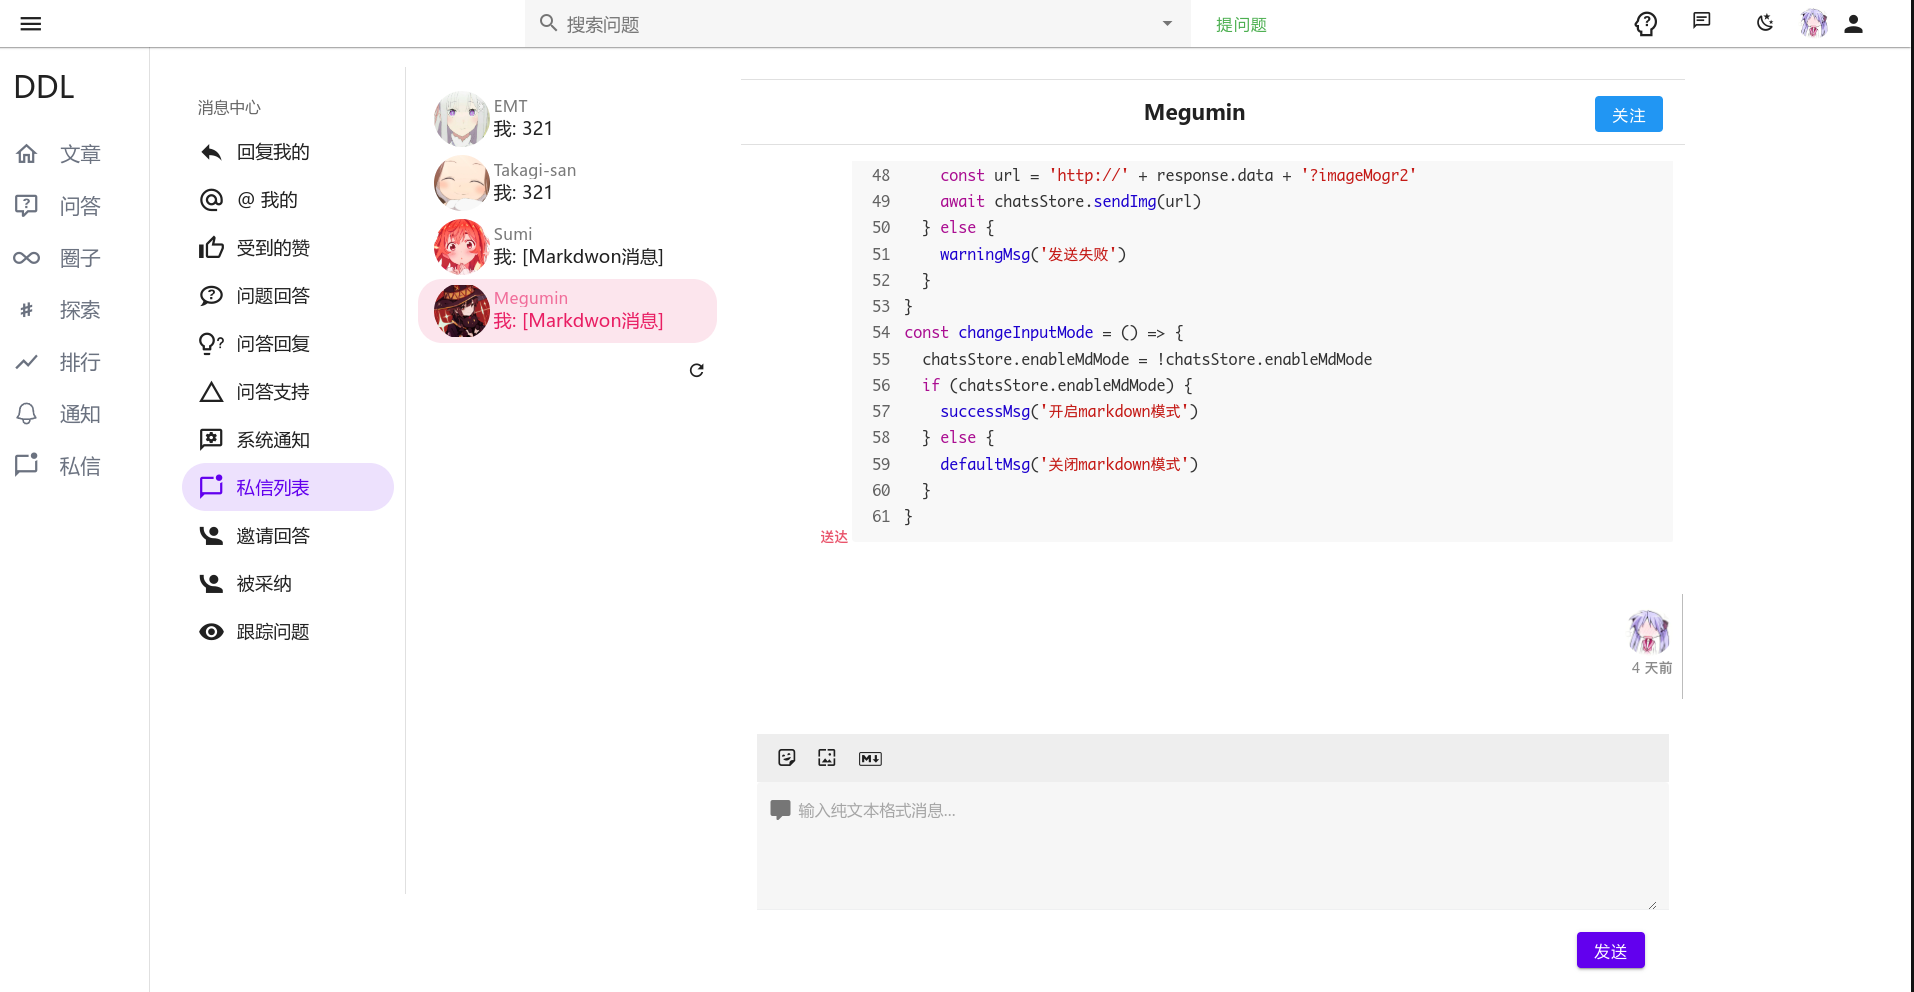 搜索问题
提问题
DDL
文章
问答
圈子
# 探索
排行
通知
私信
消息中心
回复我的
@ 我的
受到的赞
问题回答
问答回复
问答支持
系统通知
私信列表
邀请回答
被采纳
跟踪问题
EMT
我: 321
Takagi-san
我: 321
Sumi
我: [Markdwon消息]
Megumin
我: [Markdwon消息]
Megumin
关注
48 const url = 'http://' + response.data + '?imageMogr2'
49 await chatsStore.sendImg(url)
50 } else {
51 warningMsg('发送失败')
52 }
53 }
54 const changeInputMode = () => {
55 chatsStore.enableMdMode = !chatsStore.enableMdMode
56 if (chatsStore.enableMdMode) {
57 successMsg('开启markdown模式')
58 } else {
59 defaultMsg('关闭markdown模式')
60 }
61 }
送达
4 天前
M
输入纯文本格式消息...
发送